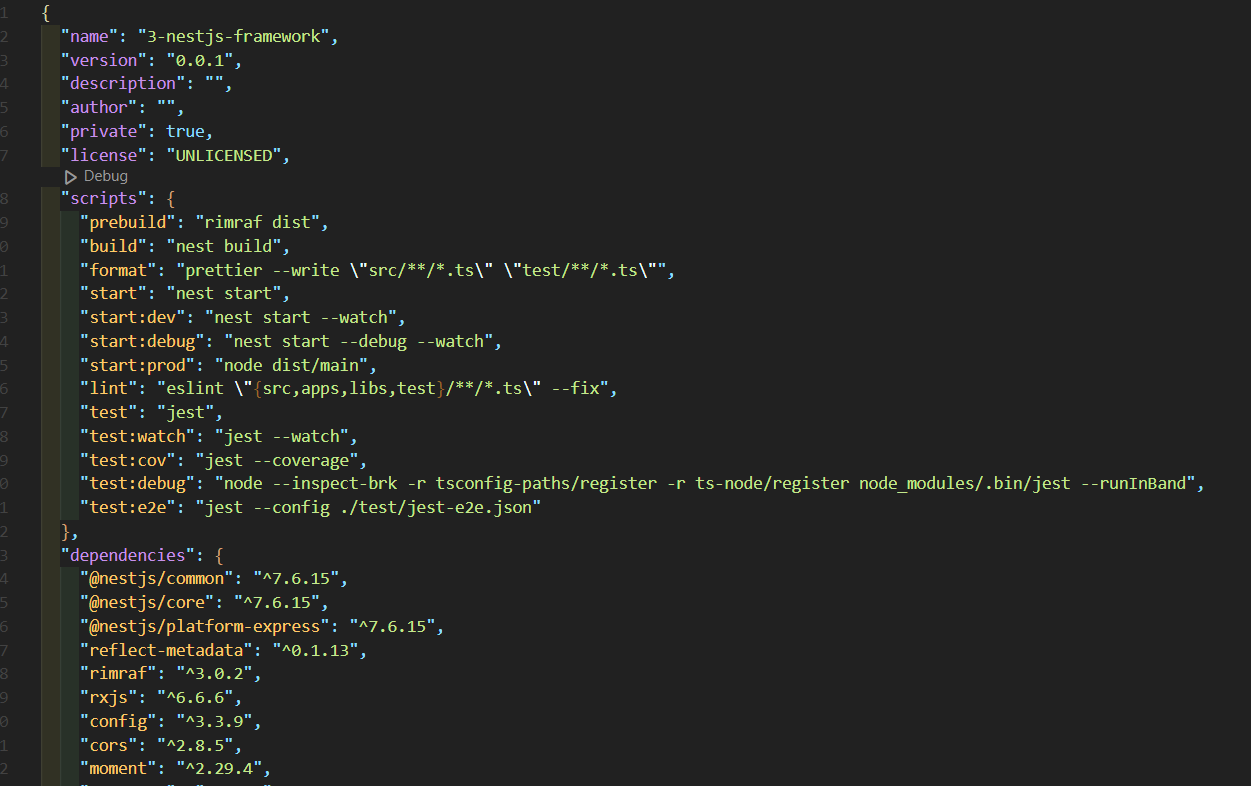 1 {
2 "name": "3-nestjs-framework",
3 "version": "0.0.1",
4 "description": "",
5 "author": "",
6 "private": true,
7 "license": "UNLICENSED",
Debug
8 "scripts": {
9 "prebuild": "rimraf dist",
0 "build": "nest build",
1 "format": "prettier --write \"src/**/*.ts\" \"test/**/*.ts\"",
2 "start": "nest start",
3 "start:dev": "nest start --watch",
4 "start:debug": "nest start --debug --watch",
5 "start:prod": "node dist/main",
6 "lint": "eslint \"{src,apps,libs,test}/**/*.ts\" --fix",
7 "test": "jest",
8 "test:watch": "jest --watch",
9 "test:cov": "jest --coverage",
0 "test:debug": "node --inspect-brk -r tsconfig-paths/register -r ts-node/register node_modules/.bin/jest --runInBand",
1 "test:e2e": "jest --config ./test/jest-e2e.json"
2 },
3 "dependencies": {
4 "@nestjs/common": "^7.6.15",
5 "@nestjs/core": "^7.6.15",
6 "@nestjs/platform-express": "^7.6.15",
7 "reflect-metadata": "^0.1.13",
8 "rimraf": "^3.0.2",
9 "rxjs": "^6.6.6",
0 "config": "^3.3.9",
1 "cors": "^2.8.5",
2 "moment": "^2.29.4",